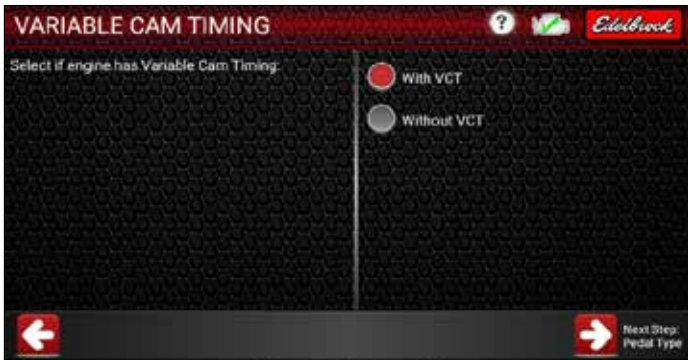 VARIABLE CAM TIMING
?
Edelbrock
Select if engine has Variable Cam Timing:
With VCT
Without VCT
Next Step:
Pedal Type